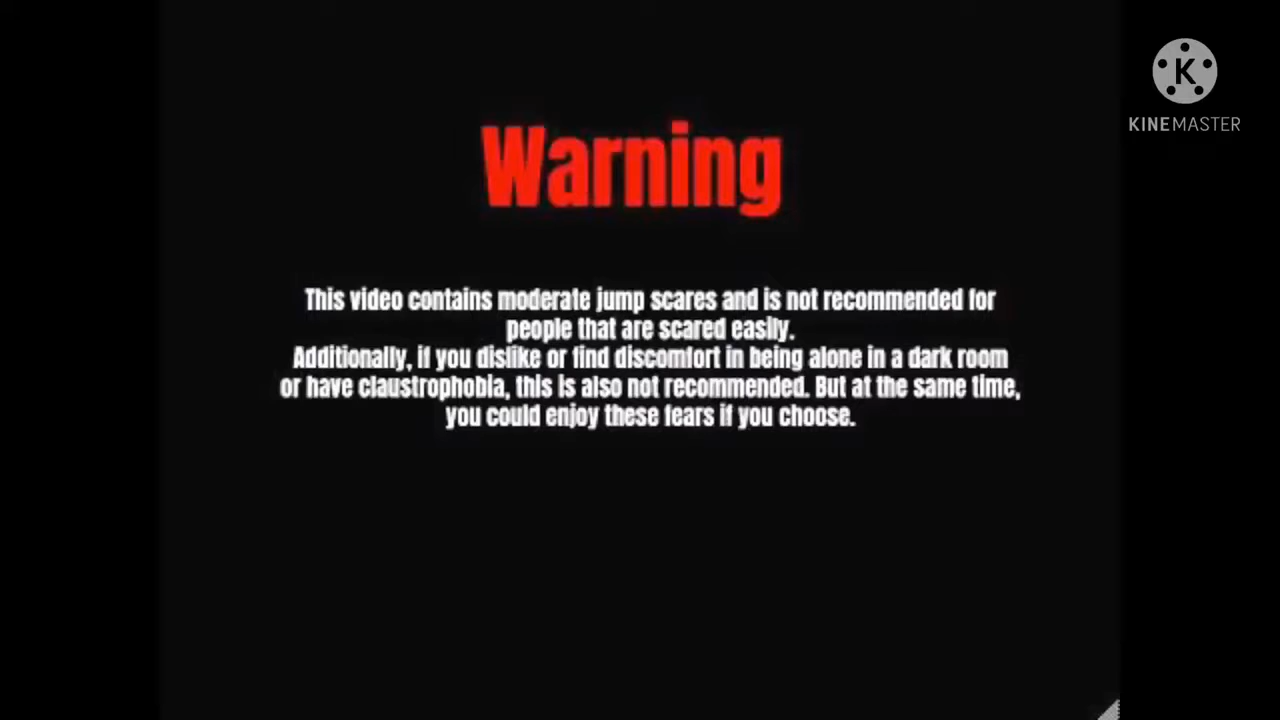 K
KINEMASTER
Warning
This video contains moderate jump scares and is not recommended for
people that are scared easily.
Additionally, if you dislike or find discomfort in being alone in a dark room
or have claustrophobia, this is also not recommended. But at the same time,
you could enjoy these fears if you choose.